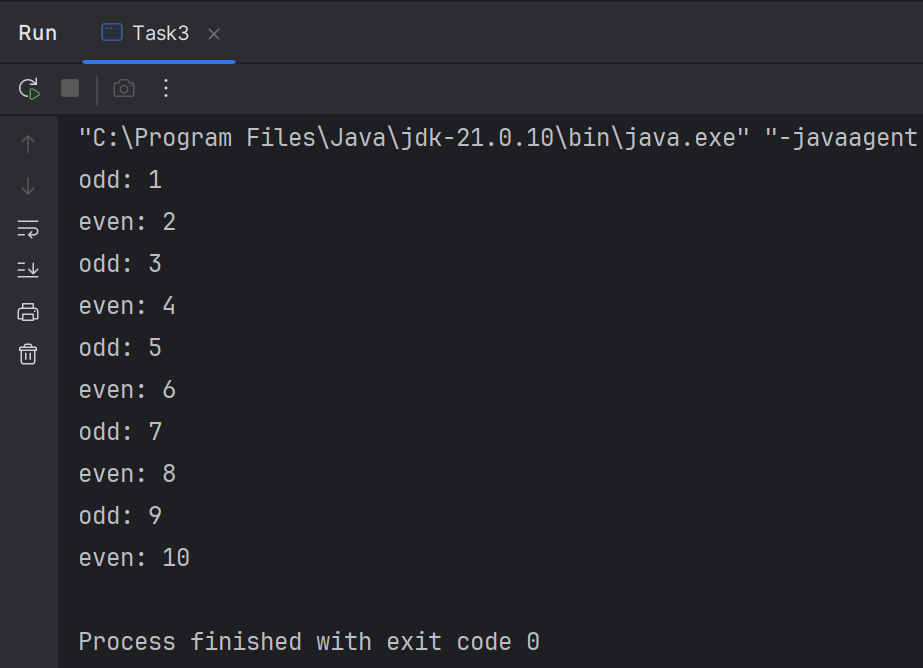 Run Task3
"C:\Program Files\Java\jdk-21.0.10\bin\java.exe" "-javaagent
odd: 1
even: 2
odd: 3
even: 4
odd: 5
even: 6
odd: 7
even: 8
odd: 9
even: 10
Process finished with exit code 0